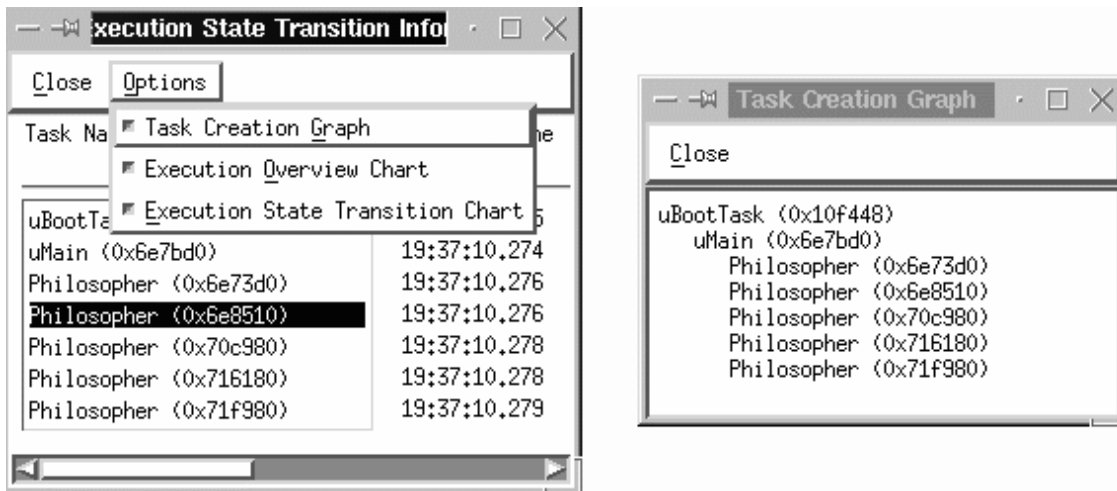 xecution State Transition Infor
Close Options
Task Na
Task Creation Graph
Execution Overview Chart
Execution State Transition Chart
uBootTa
uMain (0x6e7bd0) 19:37:10.274
Philosopher (0x6e73d0) 19:37:10.276
Philosopher (0x6e8510) 19:37:10.276
Philosopher (0x70c980) 19:37:10.278
Philosopher (0x716180) 19:37:10.278
Philosopher (0x71f980) 19:37:10.279
Task Creation Graph
Close
uBootTask (0x10f448)
uMain (0x6e7bd0)
Philosopher (0x6e73d0)
Philosopher (0x6e8510)
Philosopher (0x70c980)
Philosopher (0x716180)
Philosopher (0x71f980)